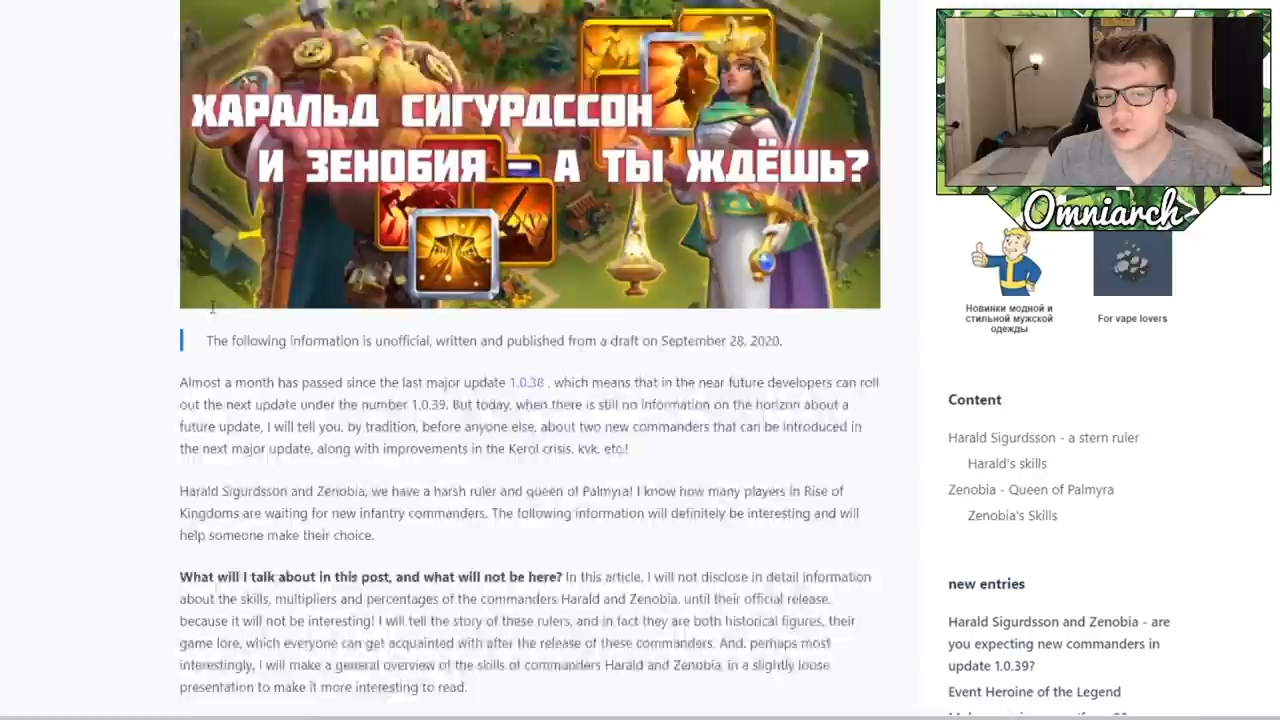 ХАРАЛЬД СИГУРДССОН
И ЗЕНОБИЯ – А ТЫ ЖДЁШЬ?
Omniarch
Новинки модной и
стильной мужской
одежды
For vape lovers
The following information is unofficial, written and published from a draft on September 28, 2020.
Almost a month has passed since the last major update 1.0.38 , which means that in the near future developers can roll
out the next update under the number 1.0.39. But today, when there is still no information on the horizon about a
future update, I will tell you, by tradition, before anyone else, about two new commanders that can be introduced in
the next major update, along with improvements in the Kerol crisis, kvk, etc.!
Harald Sigurdsson and Zenobia, we have a harsh ruler and queen of Palmyra! I know how many players in Rise of
Kingdoms are waiting for new infantry commanders. The following information will definitely be interesting and will
help someone make their choice.
What will I talk about in this post, and what will not be here? In this article, I will not disclose in detail information
about the skills, multipliers and percentages of the commanders Harald and Zenobia, until their official release,
because it will not be interesting! I will tell the story of these rulers, and in fact they are both historical figures, their
game lore, which everyone can get acquainted with after the release of these commanders. And, perhaps most
interestingly, I will make a general overview of the skills of commanders Harald and Zenobia, in a slightly loose
presentation to make it more interesting to read.
Content
Harald Sigurdsson - a stern ruler
Harald's skills
Zenobia - Queen of Palmyra
Zenobia's Skills
new entries
Harald Sigurdsson and Zenobia - are
you expecting new commanders in
update 1.0.39?
Event Heroine of the Legend